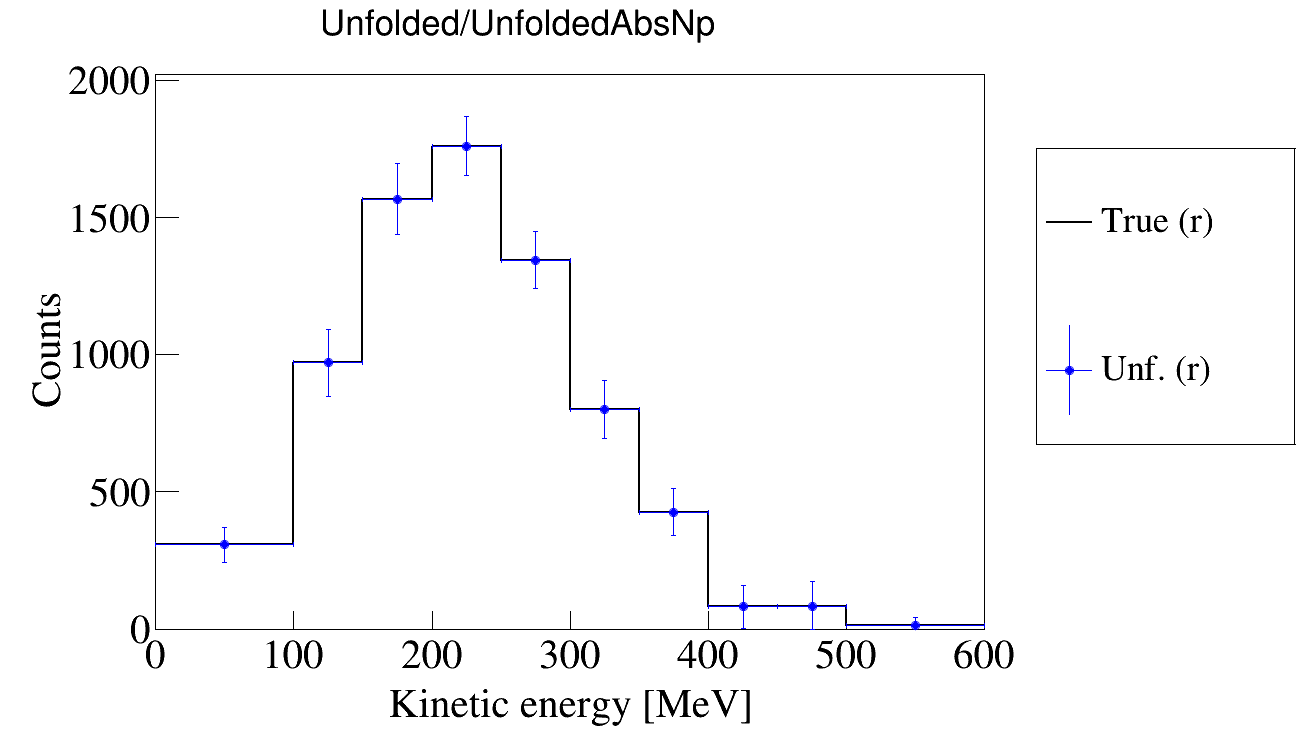 Unfolded/UnfoldedAbsNp
2000
1500
1000
500
0
Counts
0 100 200 300 400 500 600
Kinetic energy [MeV]
True (r)
Unf. (r)